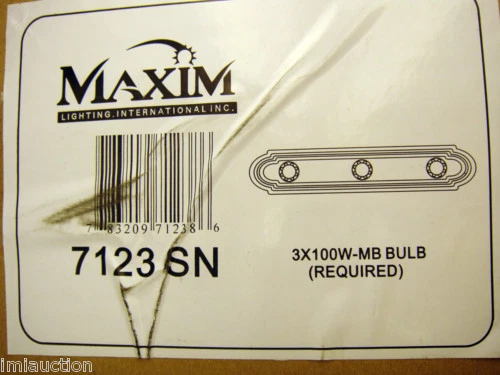 MAXIM
LIGHTING.INTERNATIONAL INC.
7 83209 71238 6
7123 SN
3X100W-MB BULB
(REQUIRED)
imiauction